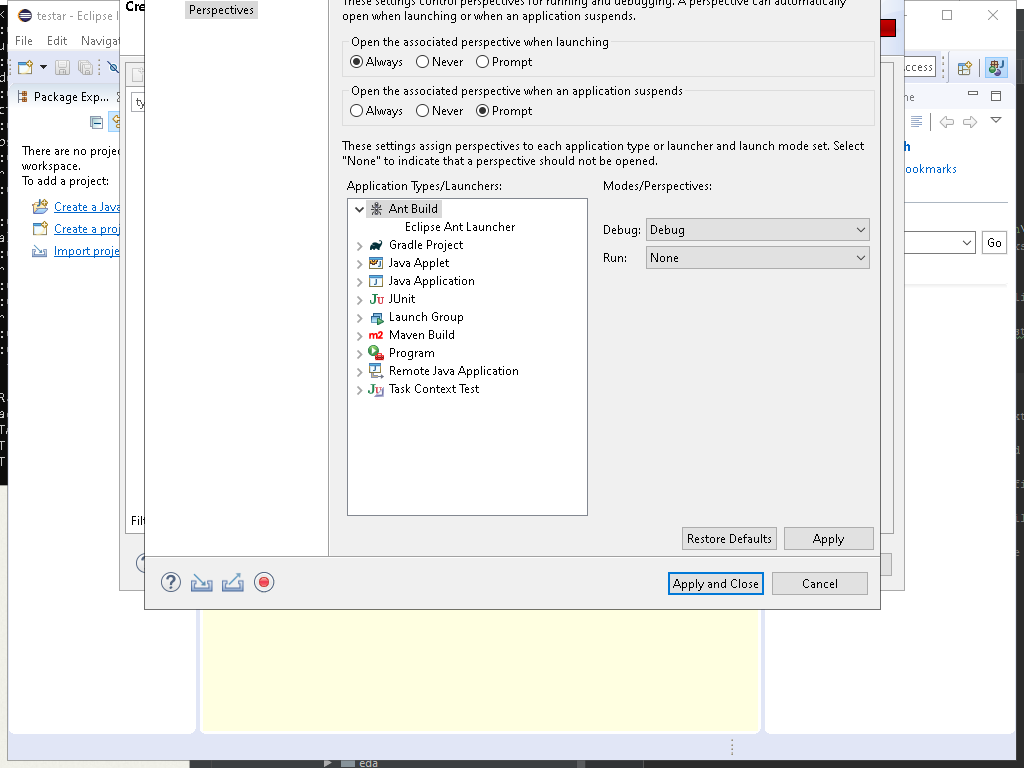 testar - Eclipse I
Cre
Perspectives
These settings control perspectives for running and debugging. A perspective can automatically
open when launching or when an application suspends.
File Edit Navigat
Open the associated perspective when launching
Always Never Prompt
Open the associated perspective when an application suspends
Always Never Prompt
Package Exp...
ty
ccess
ne
There are no proje
workspace.
To add a project:
Create a Java
Create a proj
Import proje
These settings assign perspectives to each application type or launcher and launch mode set. Select
"None" to indicate that a perspective should not be opened.
Application Types/Launchers:
Modes/Perspectives:
Ant Build
Eclipse Ant Launcher
Gradle Project
Java Applet
Java Application
JUnit
Launch Group
Maven Build
Program
Remote Java Application
Task Context Test
Debug: Debug
Run: None
h
ookmarks
Go
Filt
Restore Defaults
Apply
Apply and Close
Cancel
eda